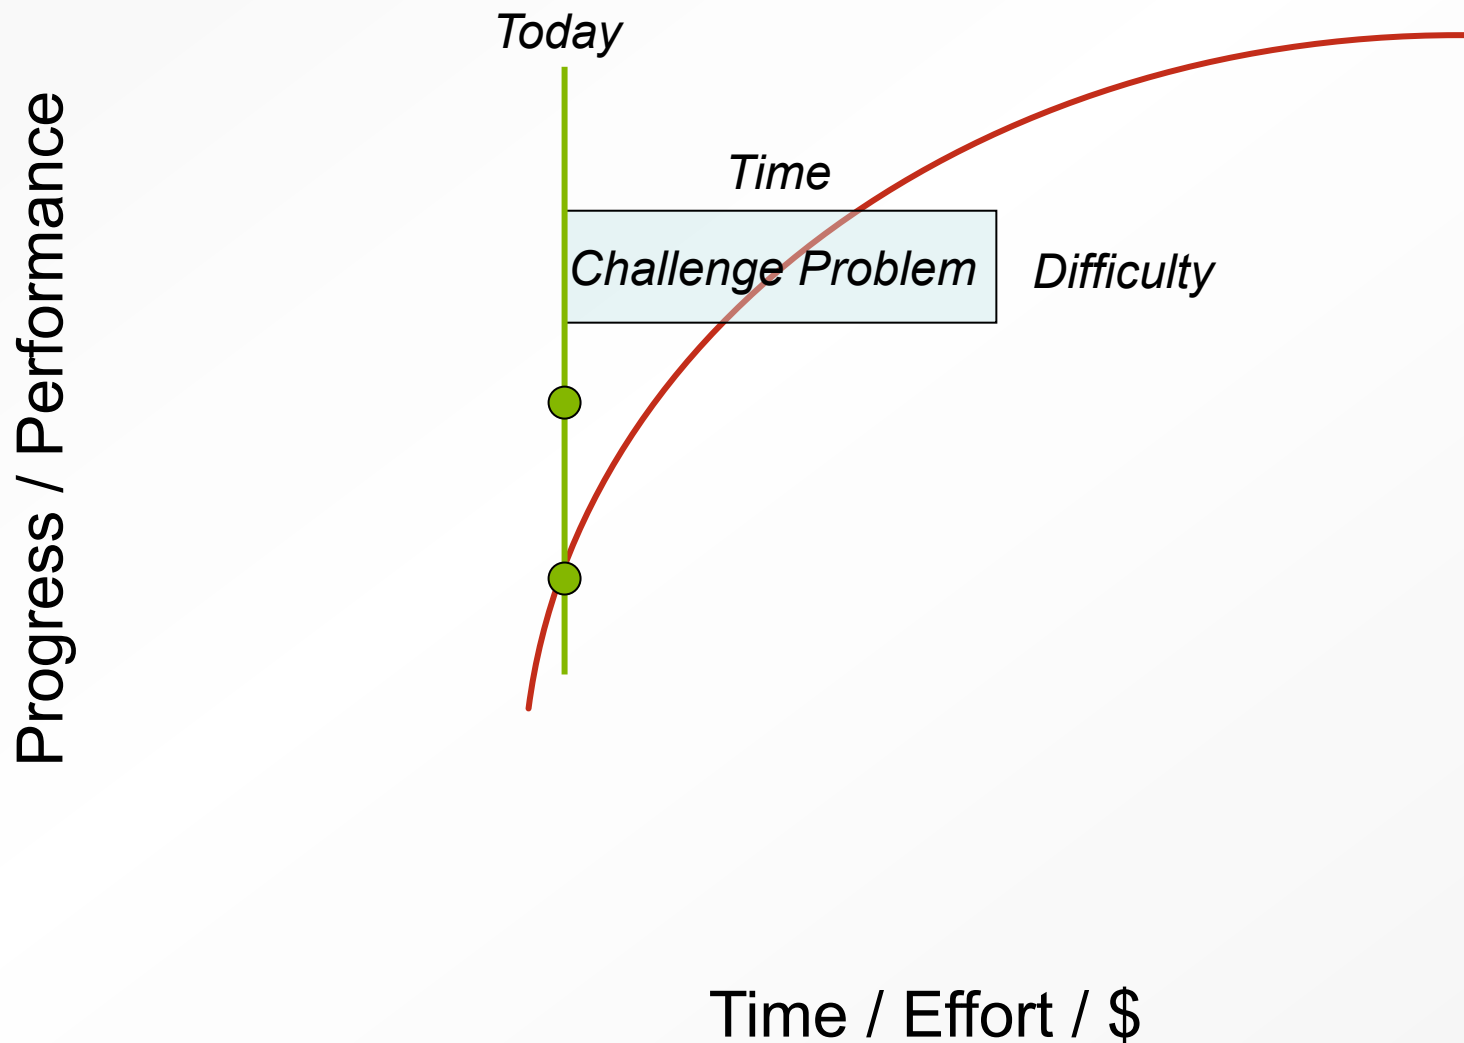 Today
Progress / Performance
Time
Challenge Problem
Difficulty
Time / Effort / $